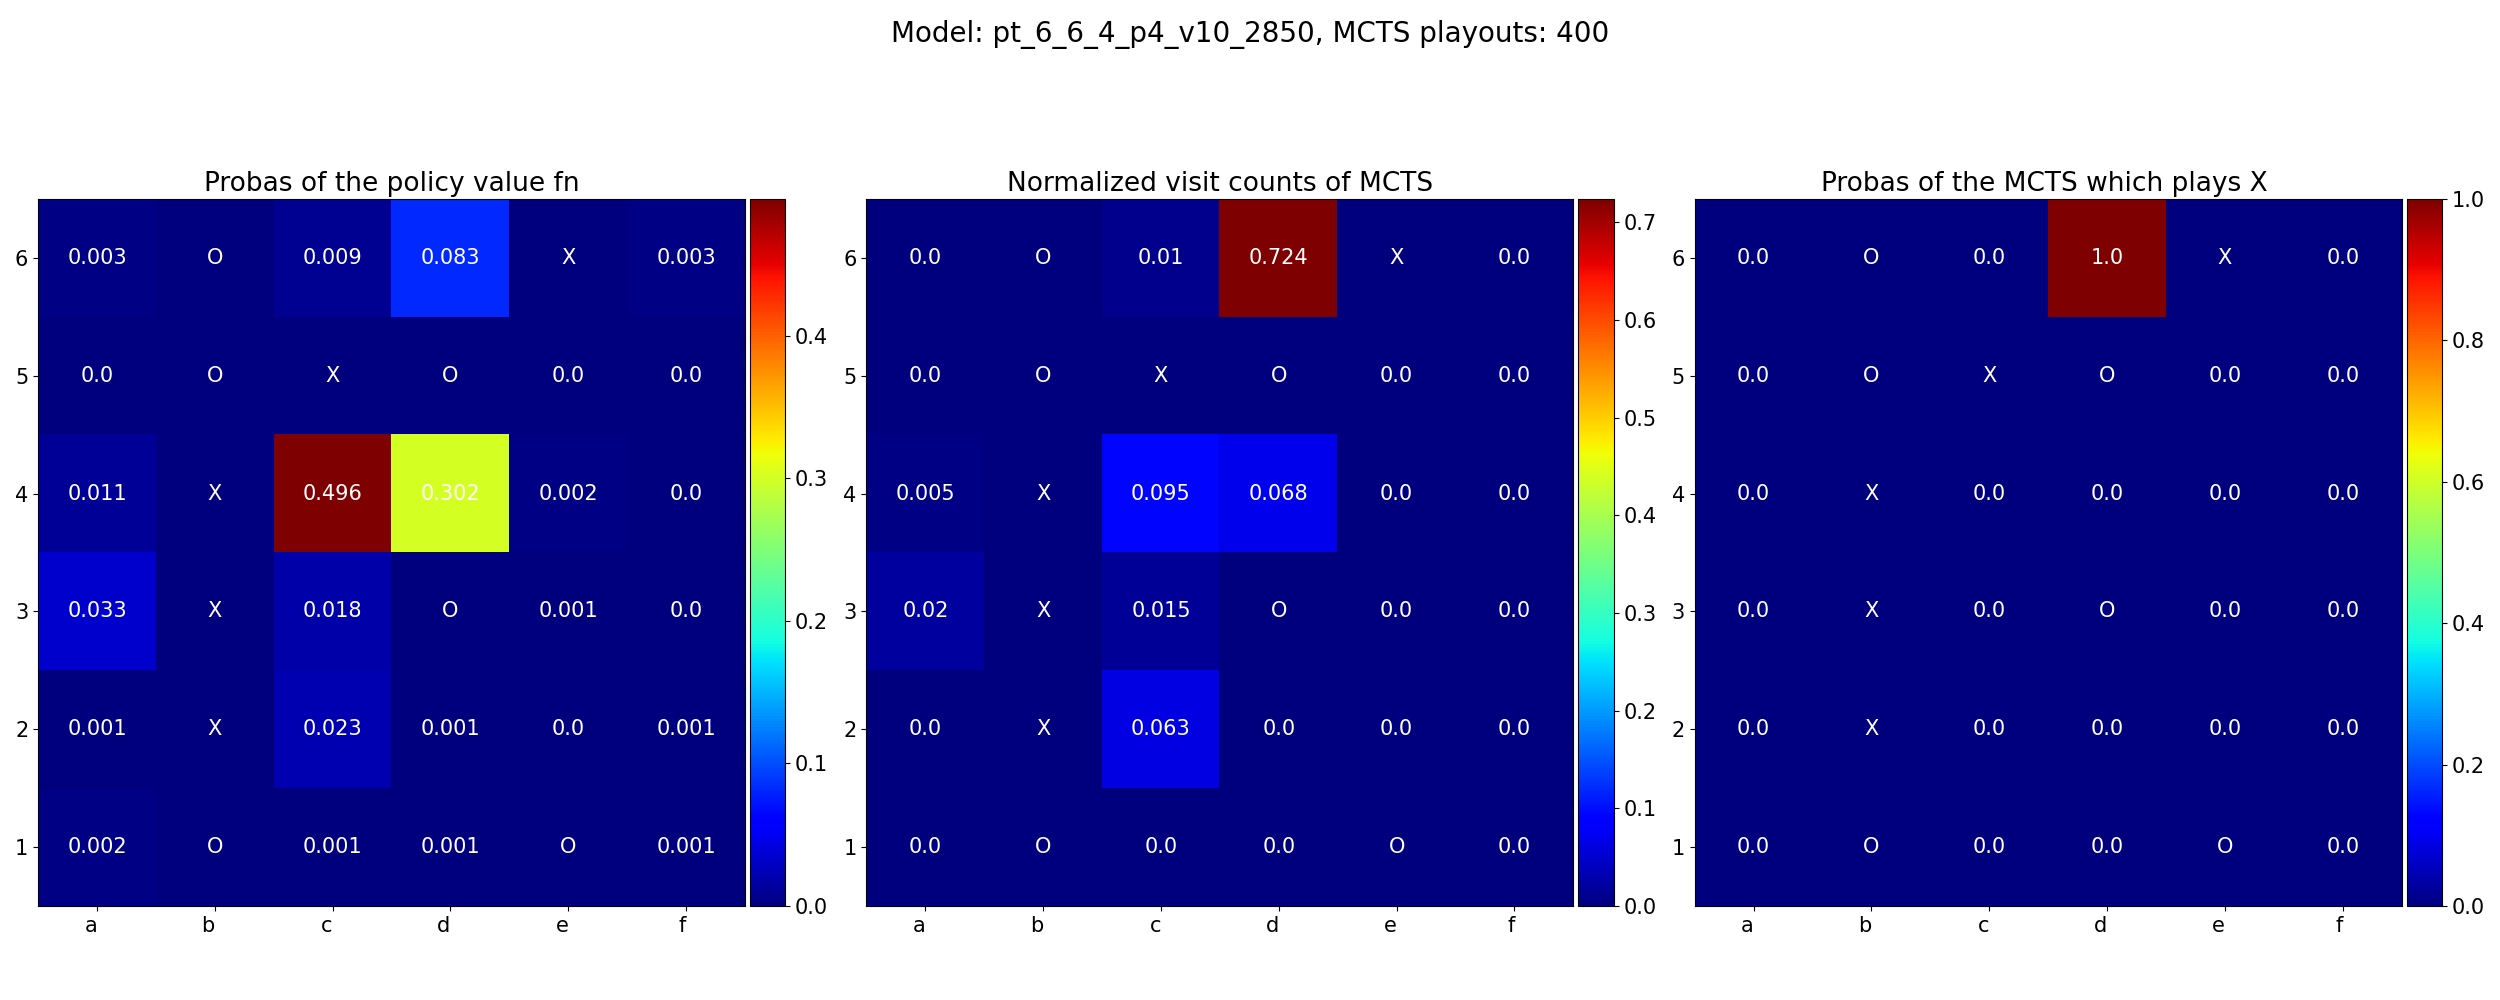 Model: pt_6_6_4_p4_v10_2850, MCTS playouts: 400
Probas of the policy value fn
6 0.003 O 0.009 0.083 X 0.003
5 0.0 O X O 0.0 0.0
4 0.011 X 0.496 0.302 0.002 0.0
3 0.033 X 0.018 O 0.001 0.0
2 0.001 X 0.023 0.001 0.0 0.001
1 0.002 O 0.001 0.001 O 0.001
a b c d e f
0.4
0.3
0.2
0.1
0.0
Normalized visit counts of MCTS
6 0.0 O 0.01 0.724 X 0.0
5 0.0 O X O 0.0 0.0
4 0.005 X 0.095 0.068 0.0 0.0
3 0.02 X 0.015 O 0.0 0.0
2 0.0 X 0.063 0.0 0.0 0.0
1 0.0 O 0.0 0.0 O 0.0
a b c d e f
0.7
0.6
0.5
0.4
0.3
0.2
0.1
0.0
Probas of the MCTS which plays X
6 0.0 O 0.0 1.0 X 0.0
5 0.0 O X O 0.0 0.0
4 0.0 X 0.0 0.0 0.0 0.0
3 0.0 X 0.0 O 0.0 0.0
2 0.0 X 0.0 0.0 0.0 0.0
1 0.0 O 0.0 0.0 O 0.0
a b c d e f
1.0
0.8
0.6
0.4
0.2
0.0